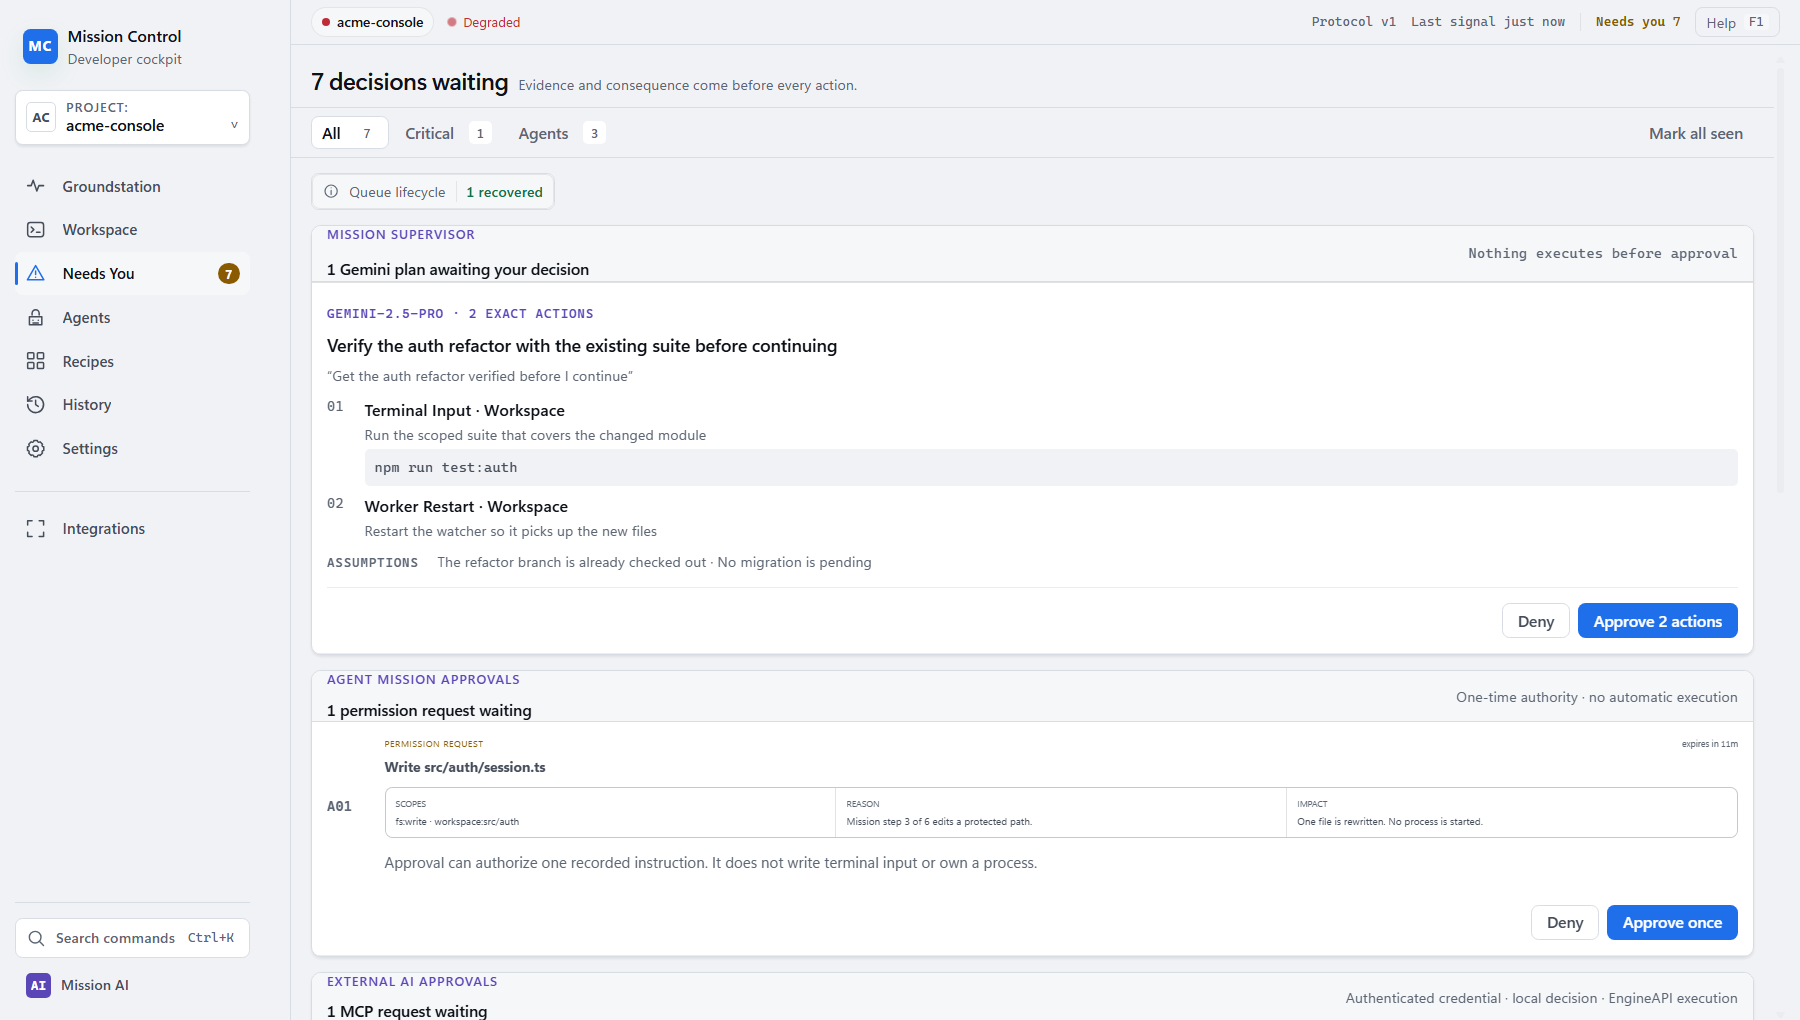 MC
Mission Control
Developer cockpit
AC
PROJECT:
acme-console
v
Groundstation
Workspace
Needs You 7
Agents
Recipes
History
Settings
Integrations
Search commands Ctrl+K
AI Mission AI
acme-console Degraded
Protocol v1 Last signal just now Needs you 7 Help F1
7 decisions waiting Evidence and consequence come before every action.
All 7 Critical 1 Agents 3 Mark all seen
Queue lifecycle 1 recovered
MISSION SUPERVISOR
1 Gemini plan awaiting your decision
Nothing executes before approval
GEMINI-2.5-PRO · 2 EXACT ACTIONS
Verify the auth refactor with the existing suite before continuing
“Get the auth refactor verified before I continue”
01 Terminal Input · Workspace
Run the scoped suite that covers the changed module
npm run test:auth
02 Worker Restart · Workspace
Restart the watcher so it picks up the new files
ASSUMPTIONS The refactor branch is already checked out · No migration is pending
Deny Approve 2 actions
AGENT MISSION APPROVALS
1 permission request waiting
One-time authority · no automatic execution
PERMISSION REQUEST expires in 11m
Write src/auth/session.ts
A01
SCOPES
fs:write · workspace:src/auth
REASON
Mission step 3 of 6 edits a protected path.
IMPACT
One file is rewritten. No process is started.
Approval can authorize one recorded instruction. It does not write terminal input or own a process.
Deny Approve once
EXTERNAL AI APPROVALS
1 MCP request waiting
Authenticated credential · local decision · EngineAPI execution